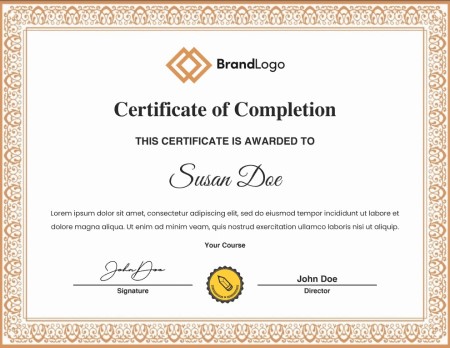 BrandLogo
Certificate of Completion
THIS CERTIFICATE IS AWARDED TO
Susan Doe
Lorem ipsum dolor sit amet, consectetur adipiscing elit, sed do eiusmod tempor incididunt ut labore et
dolore magna aliqua. Ut enim ad minim veniam, quis nostrud exercitation ullamco laboris nisi ut aliquip.
Your Course
John Doe
Signature
John Doe
Director